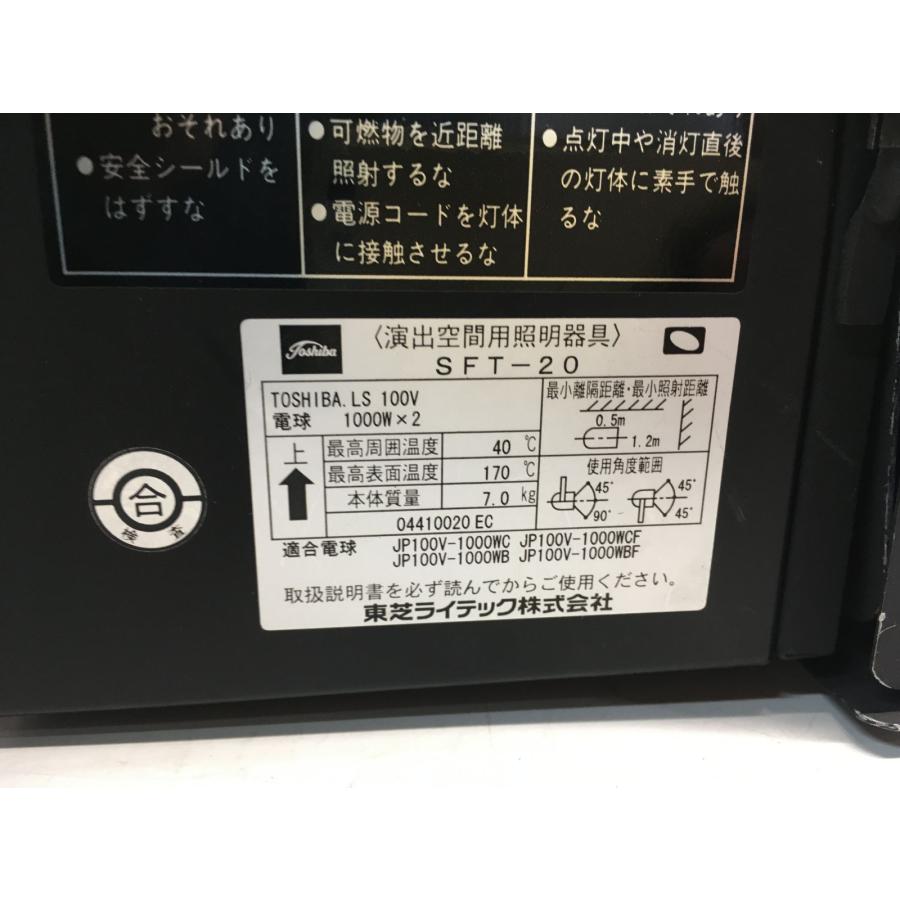 おそれあり
●安全シールドを
はずすな
●可燃物を近距離
照射するな
●電源コードを灯体
に接触させるな
●点灯中や消灯直後
の灯体に素手で触
るな
Toshiba
〈演出空間用照明器具〉
SFT-20
TOSHIBA.LS 100V
電球 1000W×2
上
最高周囲温度 40 ℃
最高表面温度 170 ℃
本体質量 7.0 kg
04410020 EC
最小離隔距離・最小照射距離
0.5m
1.2m
使用角度範囲
45° 45°
90° 45°
適合電球 JP100V-1000WC JP100V-1000WCF
JP100V-1000WB JP100V-1000WBF
取扱説明書を必ず読んでからご使用ください。
東芝ライテック株式会社
合
検査